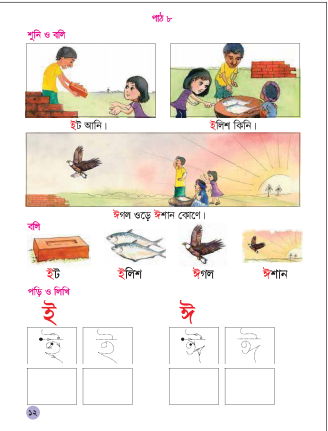 পাঠ ৮
শুনি ও বলি
ইট আনি। ইলিশ কিনি।
ঈগল ওড়ে ঈশান কোণে।
বলি
ইট ইলিশ ঈগল ঈশান
পড়ি ও লিখি
ই ঈ
ই ই ঈ ঈ
১২